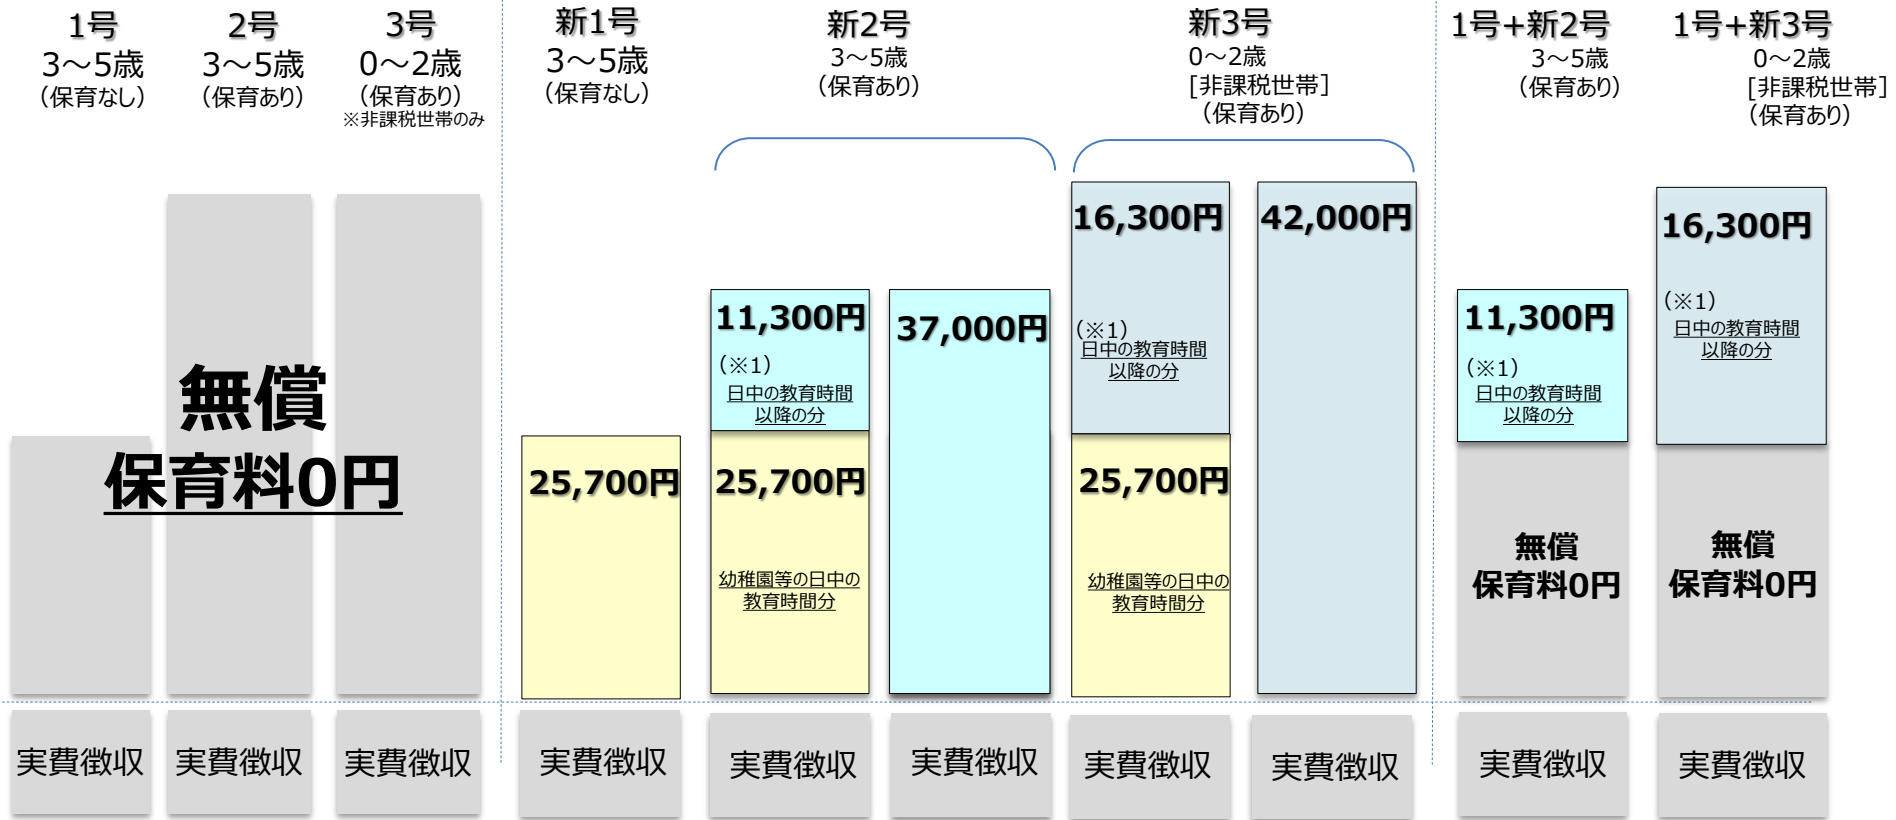 1号
3～5歳
（保育なし）
2号
3～5歳
（保育あり）
3号
0～2歳
（保育あり）
※非課税世帯のみ
新1号
3～5歳
（保育なし）
新2号
3～5歳
（保育あり）
新3号
0～2歳
[非課税世帯]
（保育あり）
1号+新2号
3～5歳
（保育あり）
1号+新3号
0～2歳
[非課税世帯]
（保育あり）
無償
保育料0円
25,700円
11,300円
（※1）
日中の教育時間
以降の分
25,700円
幼稚園等の日中の
教育時間分
37,000円
16,300円
（※1）
日中の教育時間
以降の分
25,700円
幼稚園等の日中の
教育時間分
42,000円
11,300円
（※1）
日中の教育時間
以降の分
無償
保育料0円
16,300円
（※1）
日中の教育時間
以降の分
無償
保育料0円
実費徴収
実費徴収
実費徴収
実費徴収
実費徴収
実費徴収
実費徴収
実費徴収
実費徴収
実費徴収